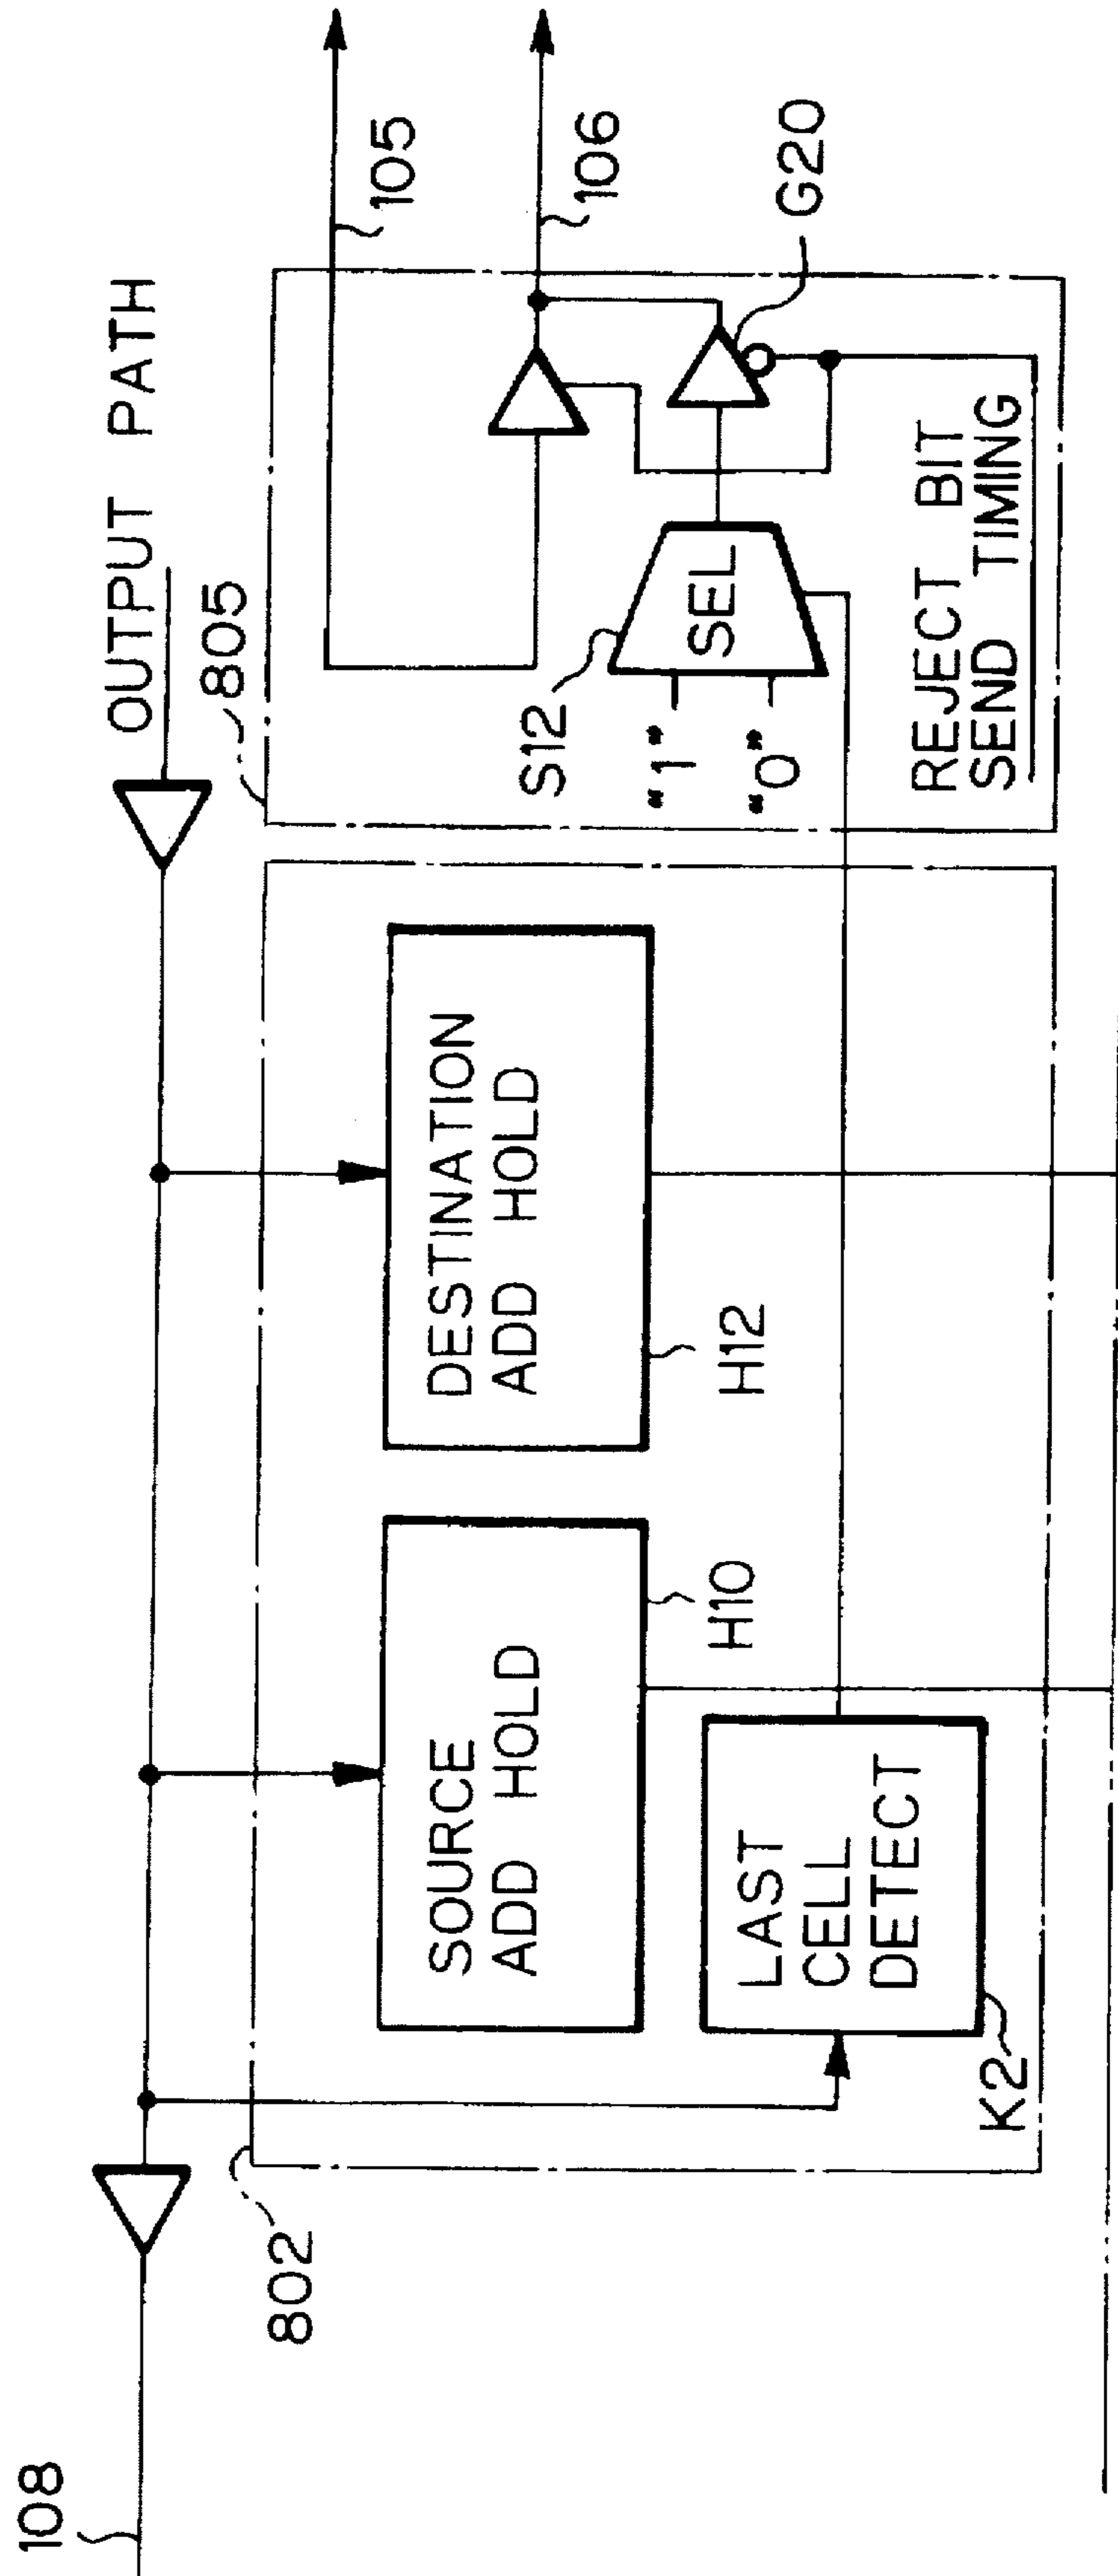 108
OUTPUT PATH
802
805
105
106
SOURCE
ADD HOLD
H10
DESTINATION
ADD HOLD
H12
LAST
CELL
DETECT
K2
S12
SEL
"1"
"0"
G20
REJECT BIT
SEND TIMING